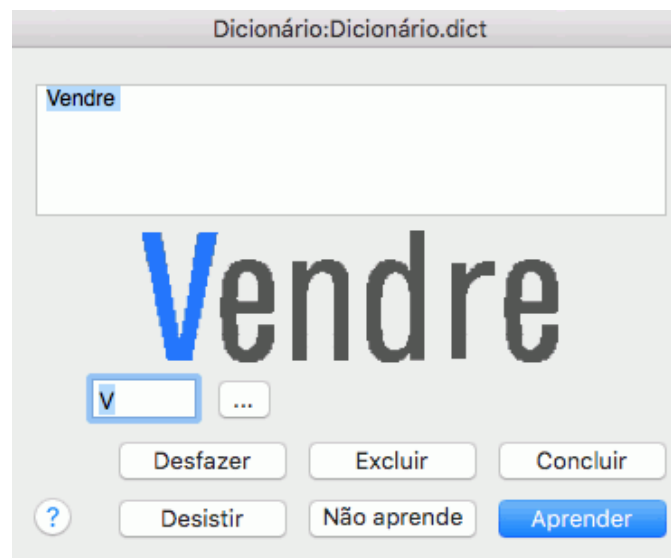 Dicionário:Dicionário.dict
Vendre
Vendre
V
...
Desfazer Excluir Concluir
? Desistir Não aprende Aprender